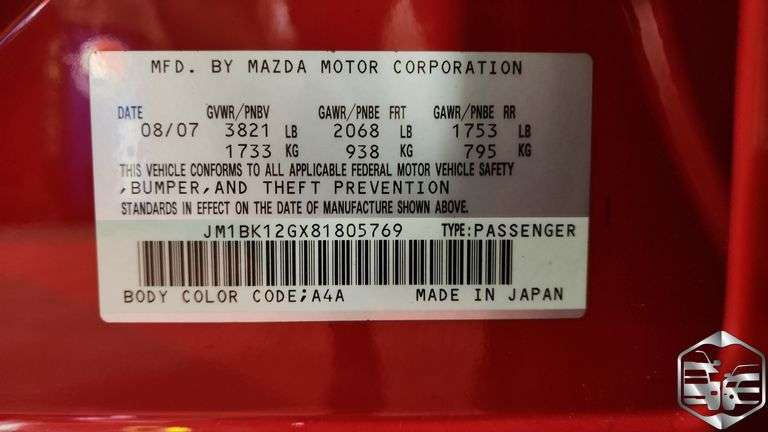 MFD. BY MAZDA MOTOR CORPORATION
DATE GVWR/PNBV GAWR/PNBE FRT GAWR/PNBE RR
08/07 3821 LB 2068 LB 1753 LB
1733 KG 938 KG 795 KG
THIS VEHICLE CONFORMS TO ALL APPLICABLE FEDERAL MOTOR VEHICLE SAFETY
,BUMPER,AND THEFT PREVENTION
STANDARDS IN EFFECT ON THE DATE OF MANUFACTURE SHOWN ABOVE.
JM1BK12GX81805769 TYPE:PASSENGER
BODY COLOR CODE;A4A MADE IN JAPAN